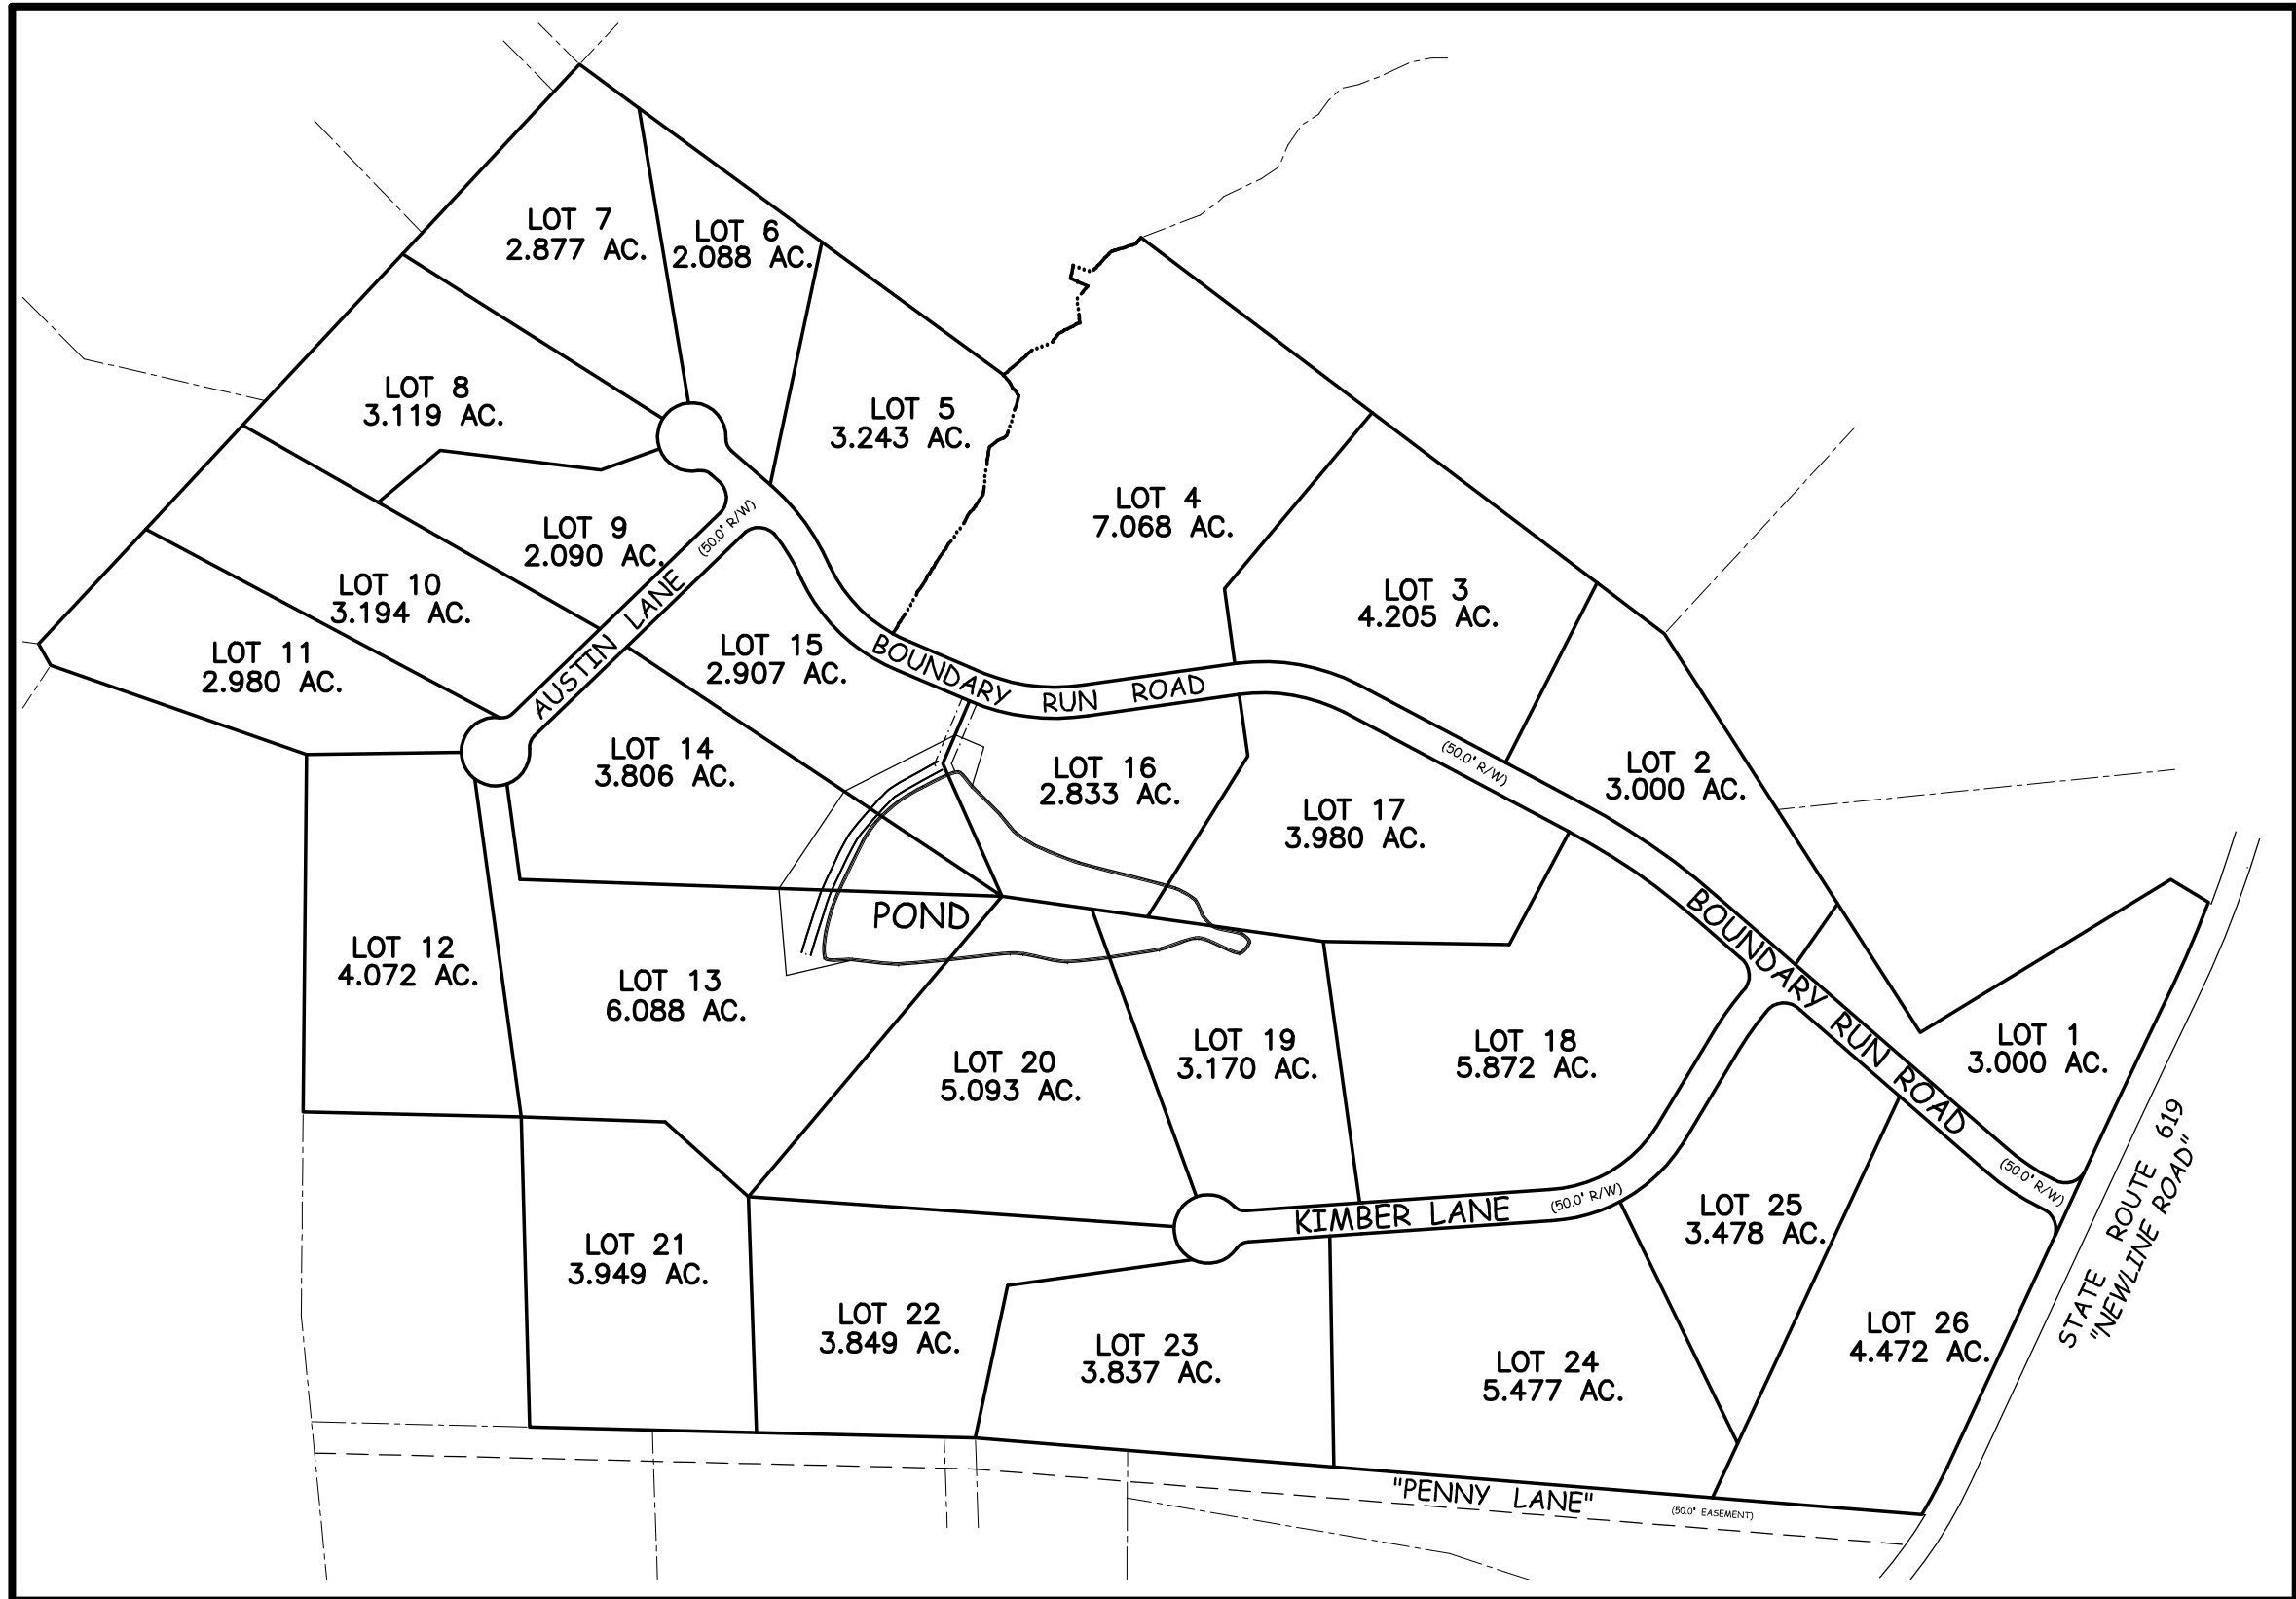 LOT 7
2.877 AC.
LOT 6
2.088 AC.
LOT 8
3.119 AC.
LOT 5
3.243 AC.
LOT 4
7.068 AC.
LOT 9
2.090 AC.
(50.0' R/W)
LOT 10
3.194 AC.
AUSTIN LANE
LOT 3
4.205 AC.
LOT 11
2.980 AC.
LOT 15
2.907 AC.
BOUNDARY RUN ROAD
LOT 14
3.806 AC.
LOT 16
2.833 AC.
(50.0' R/W)
LOT 2
3.000 AC.
LOT 17
3.980 AC.
POND
LOT 12
4.072 AC.
LOT 13
6.088 AC.
BOUNDARY RUN ROAD
LOT 20
5.093 AC.
LOT 19
3.170 AC.
LOT 18
5.872 AC.
LOT 1
3.000 AC.
(50.0' R/W)
KIMBER LANE
(50.0' R/W)
LOT 25
3.478 AC.
STATE ROUTE 619
"NEWLINE ROAD"
LOT 21
3.949 AC.
LOT 22
3.849 AC.
LOT 23
3.837 AC.
LOT 24
5.477 AC.
LOT 26
4.472 AC.
"PENNY LANE"
(50.0' EASEMENT)